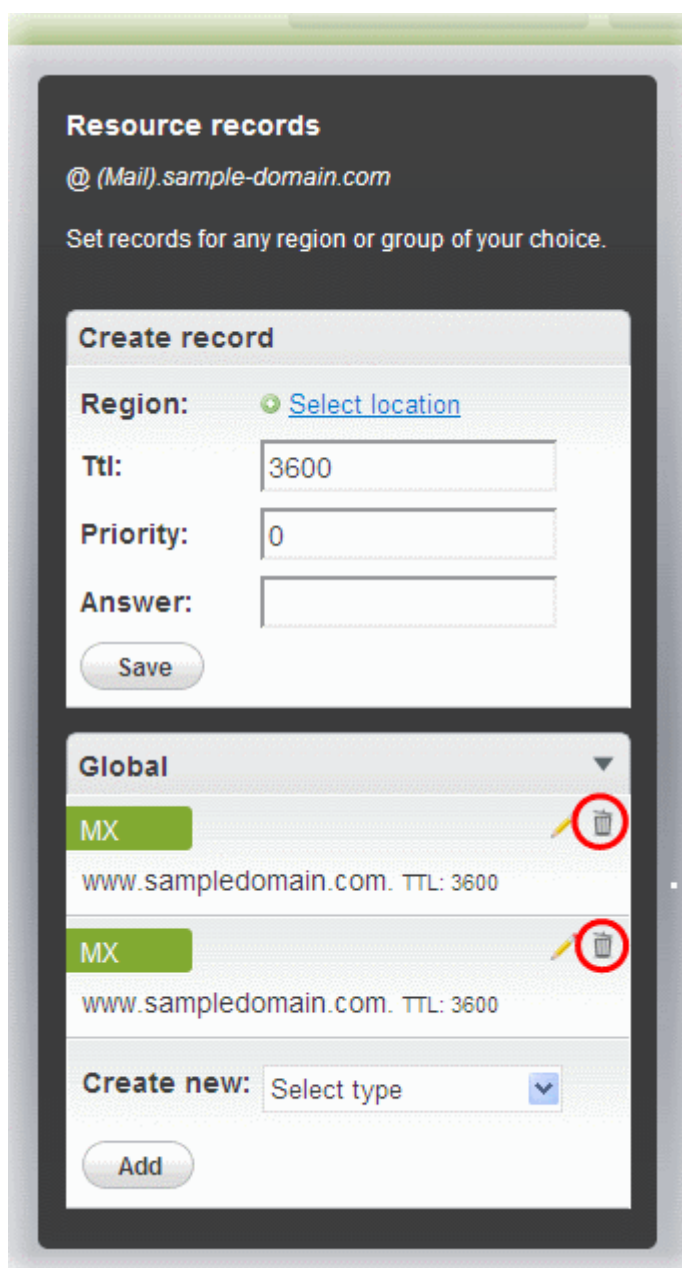 Resource records
@ (Mail).sample-domain.com
Set records for any region or group of your choice.
Create record
Region: Select location
Ttl: 3600
Priority: 0
Answer:
Save
Global
MX
www.sampledomain.com. TTL: 3600
MX
www.sampledomain.com. TTL: 3600
Create new: Select type
Add